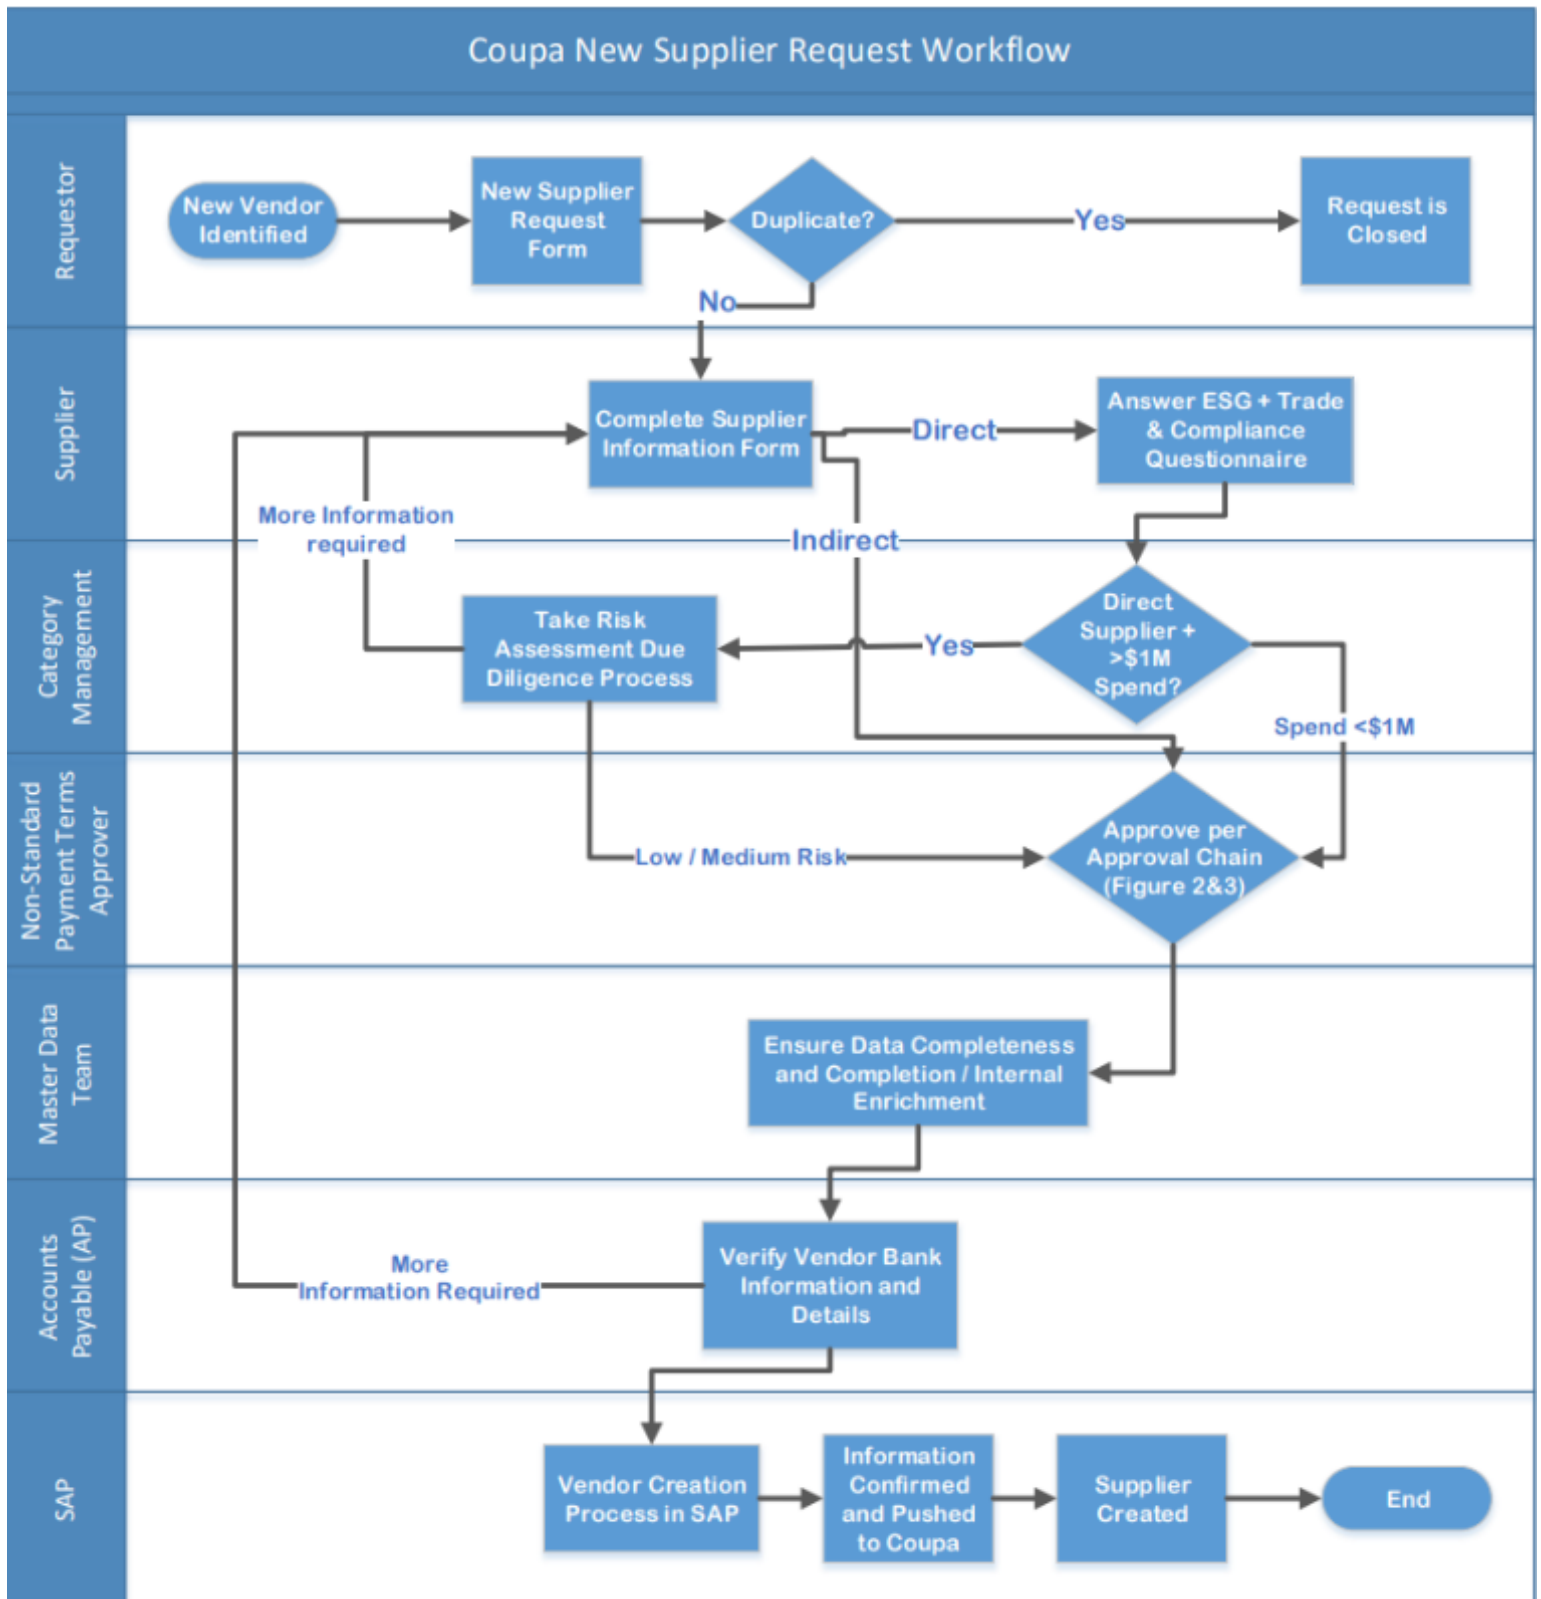 Coupa New Supplier Request Workflow
Requestor
New Vendor
Identified
New Supplier
Request
Form
Duplicate?
Yes
Request is
Closed
No
Supplier
Complete Supplier
Information Form
Direct
Answer ESG + Trade
& Compliance
Questionnaire
More Information
required
Indirect
Category
Management
Take Risk
Assessment Due
Diligence Process
Yes
Direct
Supplier +
>$1M
Spend?
Spend <$1M
Non-Standard
Payment Terms
Approver
Low / Medium Risk
Approve per
Approval Chain
(Figure 2&3)
Master Data
Team
Ensure Data Completeness
and Completion / Internal
Enrichment
Accounts
Payable (AP)
More
Information Required
Verify Vendor Bank
Information and
Details
SAP
Vendor Creation
Process in SAP
Information
Confirmed
and Pushed
to Coupa
Supplier
Created
End